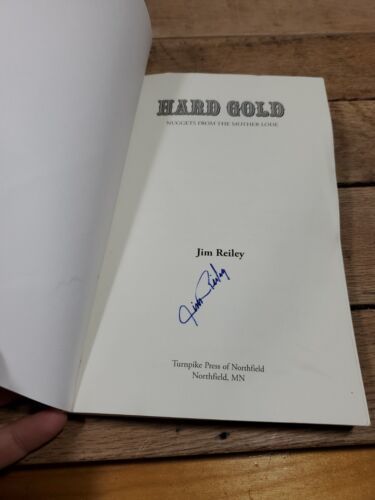 HARD GOLD
NUGGETS FROM THE MOTHER LODE
Jim Reiley
Jim Reiley
Turnpike Press of Northfield
Northfield, MN